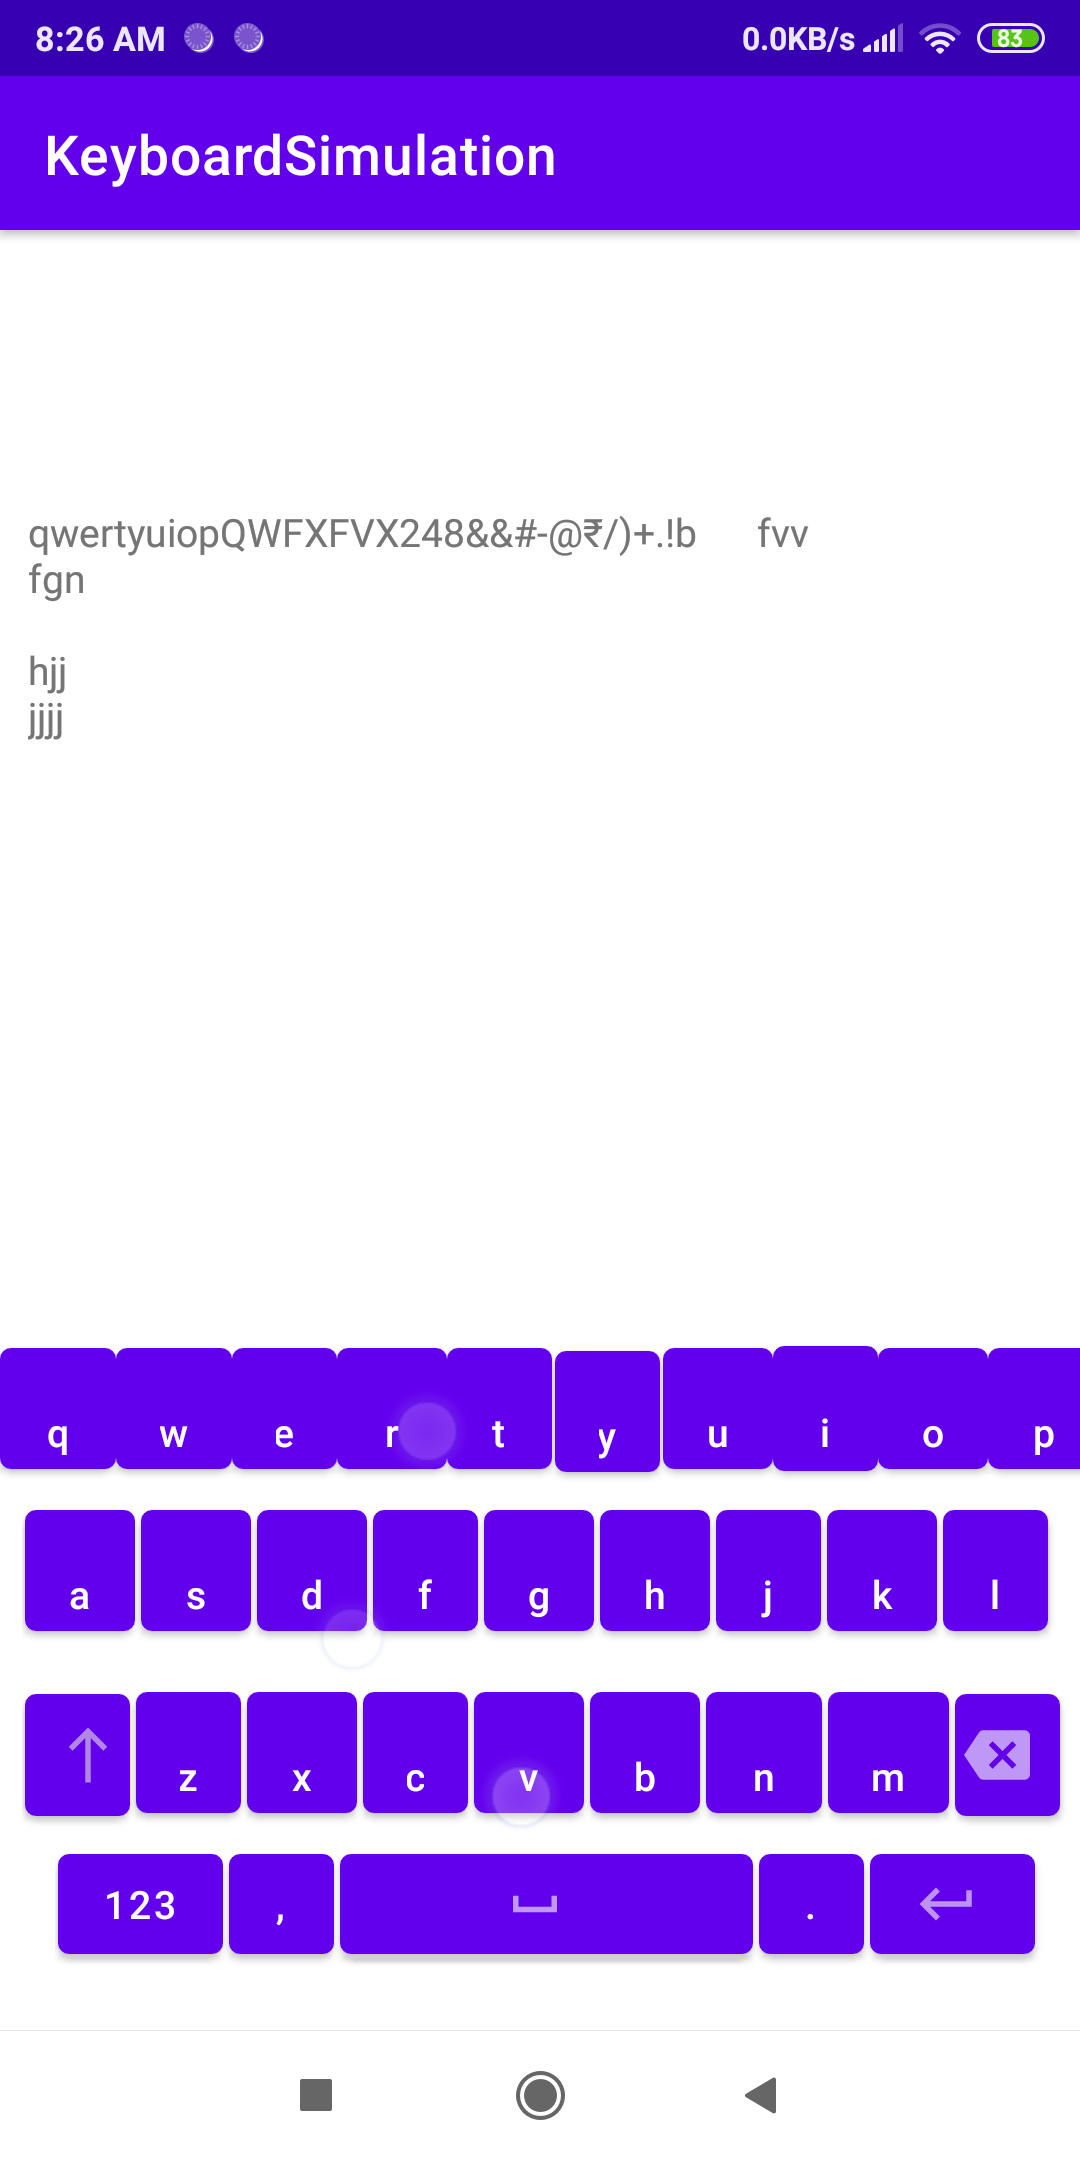 8:26 AM 0.0KB/s 83
KeyboardSimulation
qwertyuiopQWFXFVX248&&#-@₹/)+.!b fvv
fgn
hjj
jjjj
q w e r t y u i o p
a s d f g h j k l
z x c v b n m
123 , .